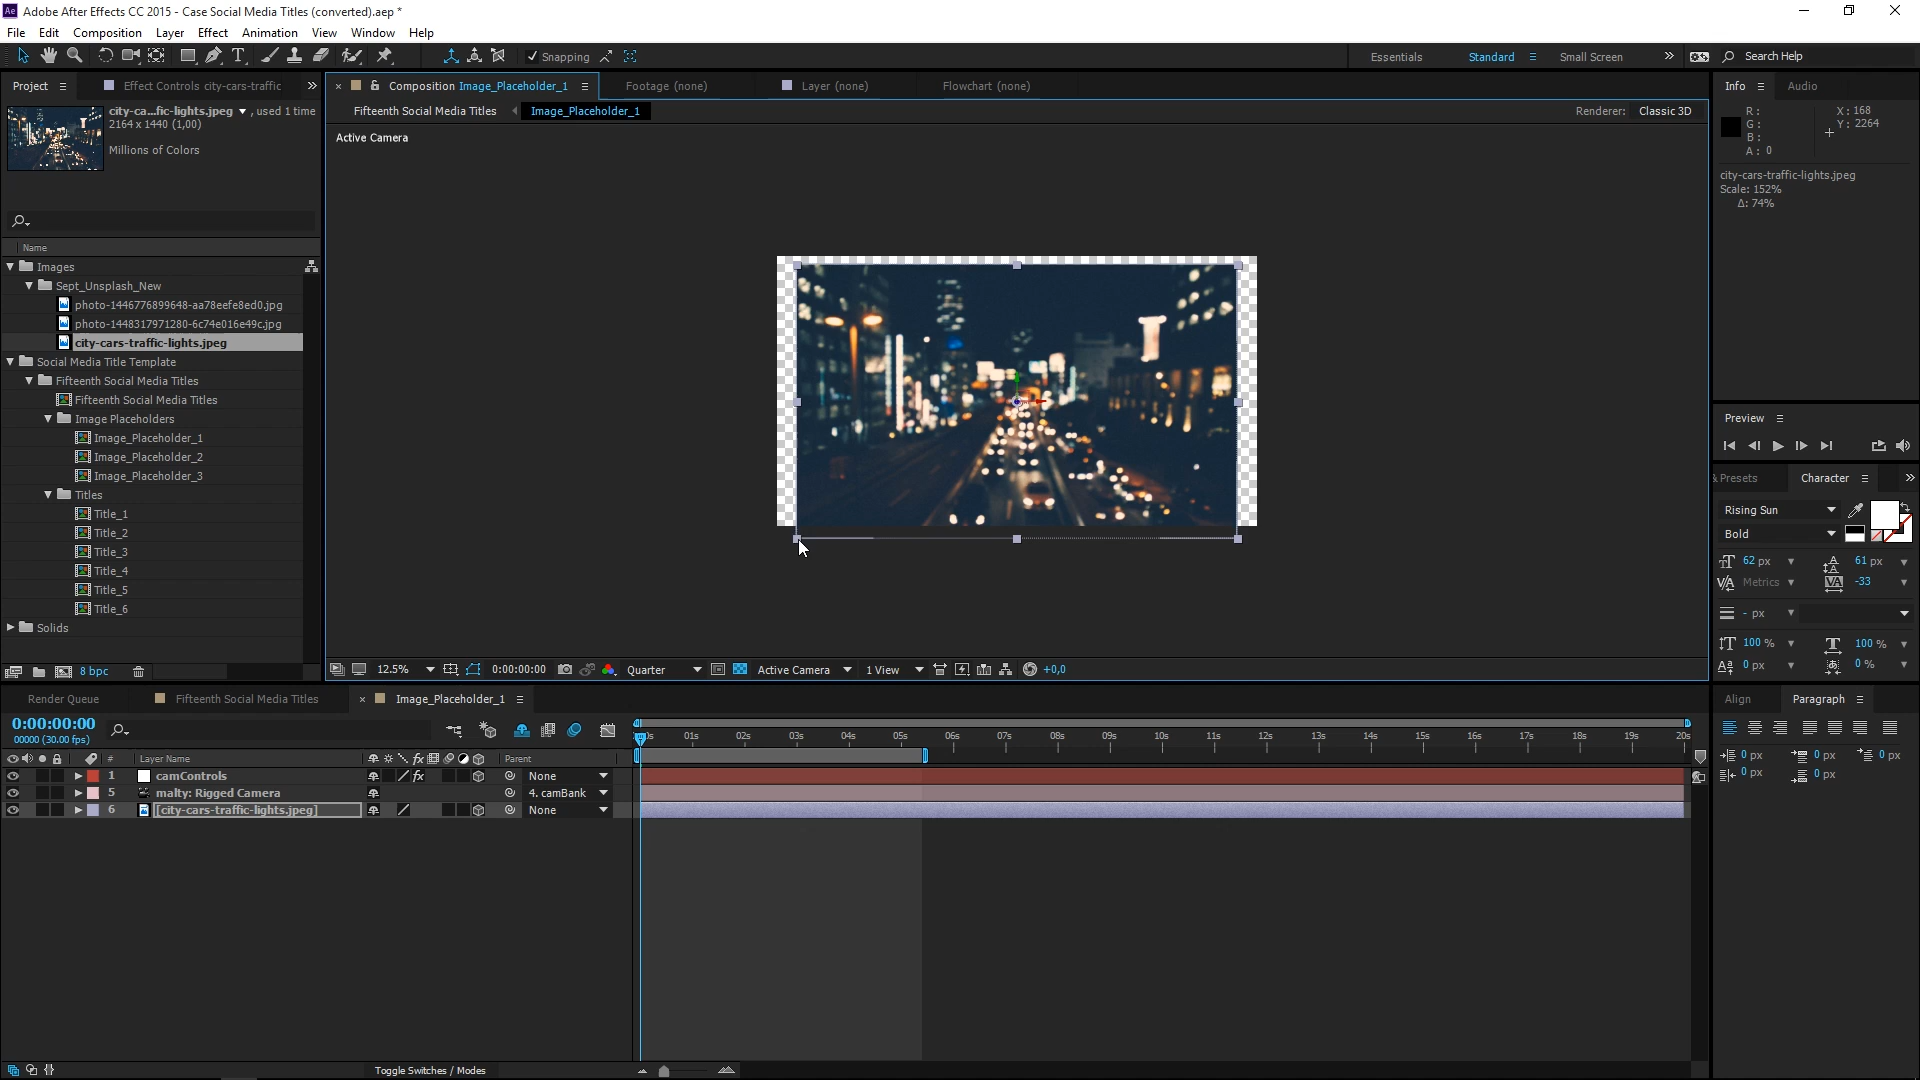 Adobe After Effects CC 2015 - Case Social Media Titles (converted).aep *
File Edit Composition Layer Effect Animation View Window Help
Snapping
Essentials Standard Small Screen Search Help
Project Effect Controls city-cars-traffic
Composition Image_Placeholder_1 Footage (none) Layer (none) Flowchart (none)
Info Audio
city-ca...fic-lights.jpeg , used 1 time
2164 x 1440 (1,00)
Millions of Colors
Fifteenth Social Media Titles Image_Placeholder_1
Renderer: Classic 3D
Active Camera
R:
G:
B:
A: 0
X: 168
Y: 2264
city-cars-traffic-lights.jpeg
Scale: 152%
Δ: 74%
Name
Images
Sept_Unsplash_New
photo-1446776899648-aa78eefe8ed0.jpg
photo-1448317971280-6c74e016e49c.jpg
city-cars-traffic-lights.jpeg
Social Media Title Template
Fifteenth Social Media Titles
Fifteenth Social Media Titles
Image Placeholders
Image_Placeholder_1
Image_Placeholder_2
Image_Placeholder_3
Titles
Title_1
Title_2
Title_3
Title_4
Title_5
Title_6
Solids
8 bpc
12.5% 0:00:00:00 Quarter Active Camera 1 View +0,0
Preview
& Presets Character
Rising Sun
Bold
62 px 61 px
Metrics -33
- px
100 % 100 %
0 px 0 %
Render Queue Fifteenth Social Media Titles Image_Placeholder_1
Align Paragraph
0:00:00:00
00000 (30.00 fps)
0s 01s 02s 03s 04s 05s 06s 07s 08s 09s 10s 11s 12s 13s 14s 15s 16s 17s 18s 19s 20s
# Layer Name Parent
1 camControls None
5 malty: Rigged Camera 4. camBank
6 [city-cars-traffic-lights.jpeg] None
0 px 0 px 0 px
0 px 0 px
Toggle Switches / Modes